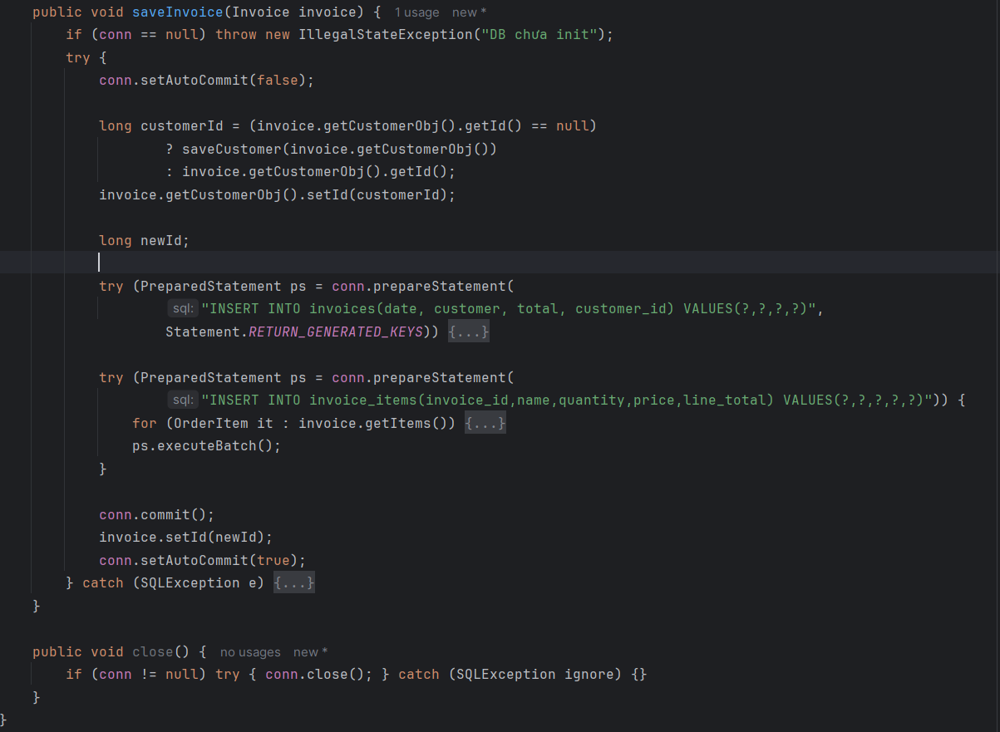 public void saveInvoice(Invoice invoice) { 1 usage new *
if (conn == null) throw new IllegalStateException("DB chưa init");
try {
conn.setAutoCommit(false);
long customerId = (invoice.getCustomerObj().getId() == null)
? saveCustomer(invoice.getCustomerObj())
: invoice.getCustomerObj().getId();
invoice.getCustomerObj().setId(customerId);
long newId;
try (PreparedStatement ps = conn.prepareStatement(
sql: "INSERT INTO invoices(date, customer, total, customer_id) VALUES(?,?,?,?)",
Statement.RETURN_GENERATED_KEYS)) {...}
try (PreparedStatement ps = conn.prepareStatement(
sql: "INSERT INTO invoice_items(invoice_id,name,quantity,price,line_total) VALUES(?,?,?,?,?)")) {
for (OrderItem it : invoice.getItems()) {...}
ps.executeBatch();
}
conn.commit();
invoice.setId(newId);
conn.setAutoCommit(true);
} catch (SQLException e) {...}
}
public void close() { no usages new *
if (conn != null) try { conn.close(); } catch (SQLException ignore) {}
}
}